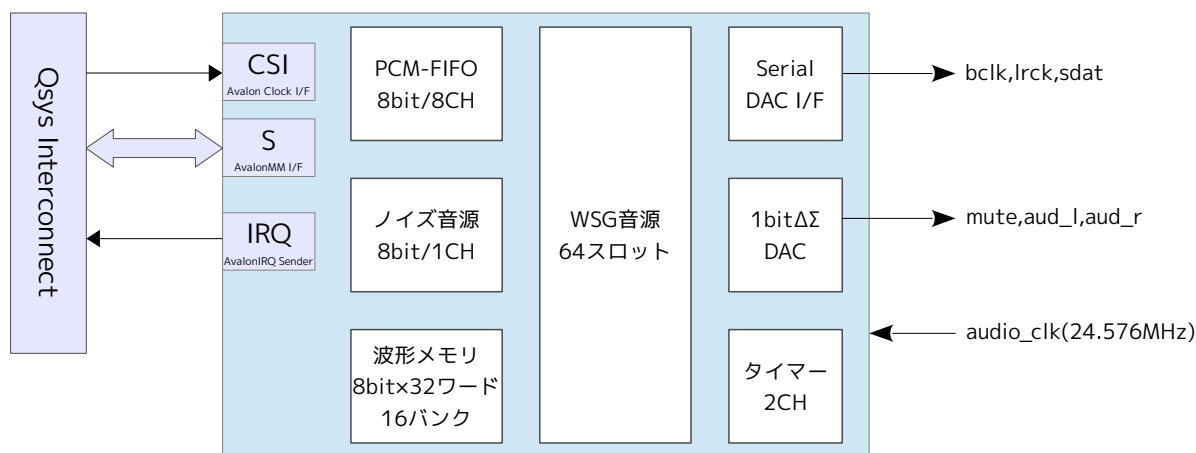 Qsys Interconnect
CSI
Avalon Clock I/F
S
AvalonMM I/F
IRQ
AvalonIRQ Sender
PCM-FIFO
8bit/8CH
ノイズ音源
8bit/1CH
波形メモリ
8bit×32ワード
16バンク
WSG音源
64スロット
Serial
DAC I/F
1bitΔΣ
DAC
タイマー
2CH
bclk,lrck,sdat
mute,aud_l,aud_r
audio_clk(24.576MHz)